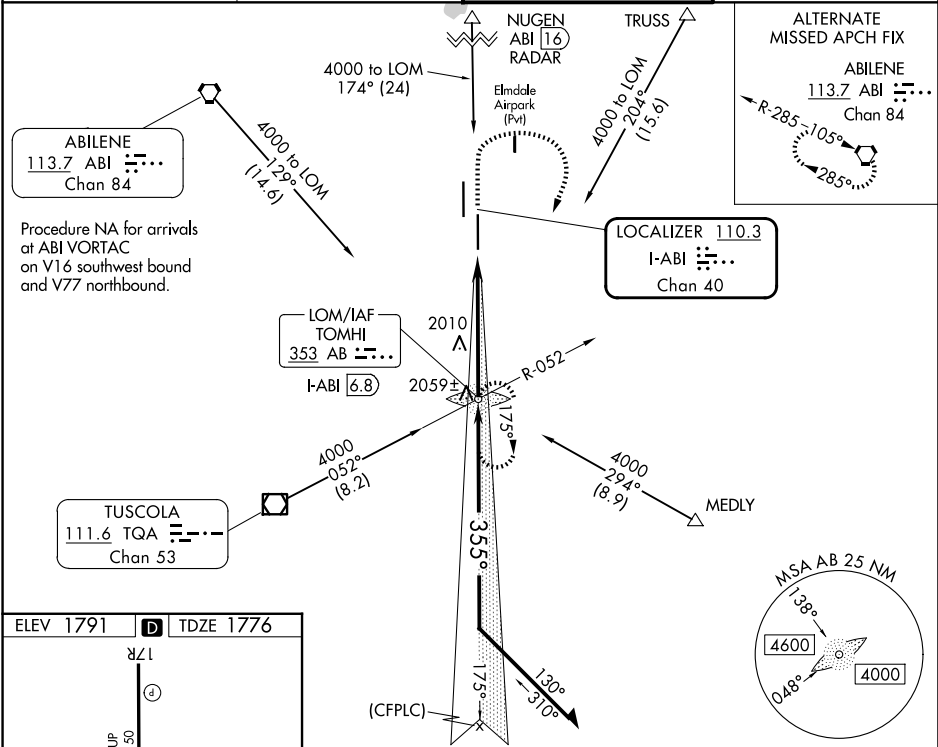 NUGEN
ABI 16
RADAR
TRUSS
ALTERNATE
MISSED APCH FIX
ABILENE
113.7 ABI
Chan 84
R-285
105°
285°
4000 to LOM
174° (24)
Elmdale
Airpark
(Pvt)
4000 to LOM
204°
(15.6)
4000 to LOM
129°
(14.6)
ABILENE
113.7 ABI
Chan 84
Procedure NA for arrivals
at ABI VORTAC
on V16 southwest bound
and V77 northbound.
LOCALIZER 110.3
I-ABI
Chan 40
LOM/IAF
TOMHI
353 AB
I-ABI 6.8
2010
2059±
R-052
175°
4000
052°
(8.2)
4000
294°
(8.9)
MEDLY
TUSCOLA
111.6 TQA
Chan 53
355°
MSA AB 25 NM
138°
4600
4000
048°
ELEV 1791 D TDZE 1776
17R
P
UP
50
130°
310°
175°
(CFPLC)